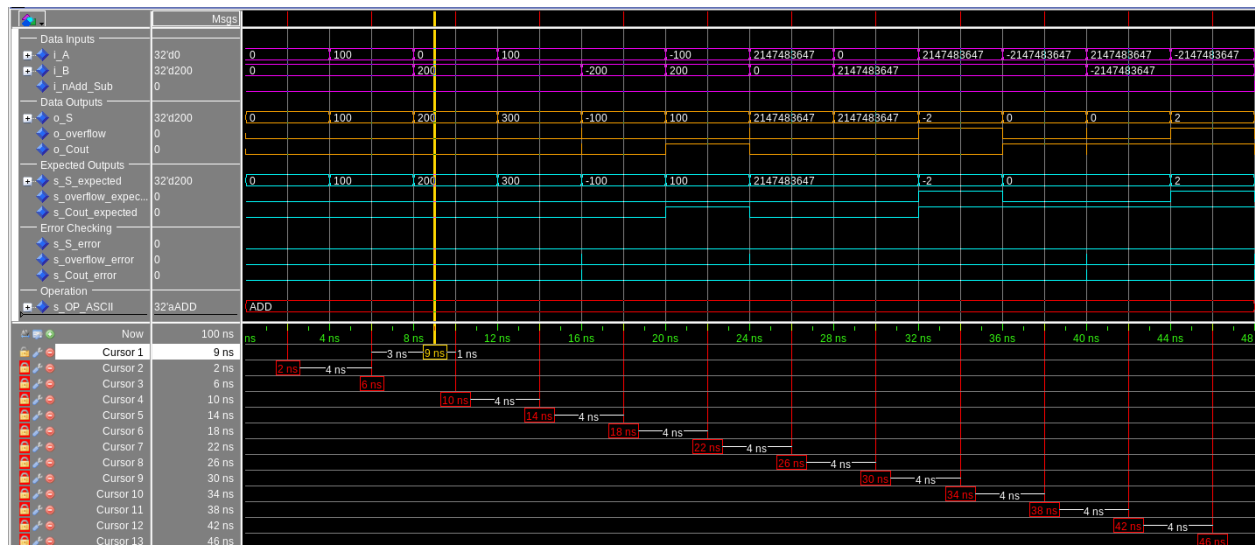 Msgs
Data Inputs
i_A 32'd0 0 100 0 100 -100 2147483647 0 2147483647 -2147483647 2147483647 -2147483647
i_B 32'd200 0 200 -200 200 0 2147483647 -2147483647
i_nAdd_Sub 0
Data Outputs
o_S 32'd200 0 100 200 300 -100 100 2147483647 2147483647 -2 0 0 2
o_overflow 0
o_Cout 0
Expected Outputs
s_S_expected 32'd200 0 100 200 300 -100 100 2147483647 -2 0 2
s_overflow_expec... 0
s_Cout_expected 0
Error Checking
s_S_error 0
s_overflow_error 0
s_Cout_error 0
Operation
s_OP_ASCII 32'aADD ADD
Now 100 ns ns 4 ns 8 ns 12 ns 16 ns 20 ns 24 ns 28 ns 32 ns 36 ns 40 ns 44 ns 48
Cursor 1 9 ns 3 ns 9 ns 1 ns
Cursor 2 2 ns 2 ns 4 ns
Cursor 3 6 ns 6 ns
Cursor 4 10 ns 10 ns 4 ns
Cursor 5 14 ns 14 ns 4 ns
Cursor 6 18 ns 18 ns 4 ns
Cursor 7 22 ns 22 ns 4 ns
Cursor 8 26 ns 26 ns 4 ns
Cursor 9 30 ns 30 ns 4 ns
Cursor 10 34 ns 34 ns 4 ns
Cursor 11 38 ns 38 ns 4 ns
Cursor 12 42 ns 42 ns 4 ns
Cursor 13 46 ns 46 ns